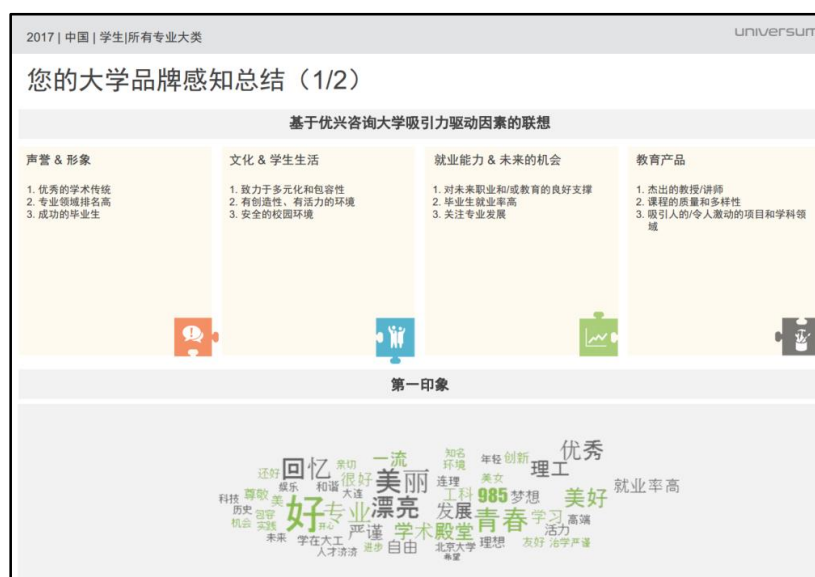 2017 | 中国 | 学生|所有专业大类
universum
您的大学品牌感知总结（1/2）
基于优兴咨询大学吸引力驱动因素的联想
声誉 & 形象
1. 优秀的学术传统
2. 专业领域排名高
3. 成功的毕业生
文化 & 学生生活
1. 致力于多元化和包容性
2. 有创造性、有活力的环境
3. 安全的校园环境
就业能力 & 未来的机会
1. 对未来职业和/或教育的良好支撑
2. 毕业生就业率高
3. 关注专业发展
教育产品
1. 杰出的教授/讲师
2. 课程的质量和多样性
3. 吸引人的/令人激动的项目和学科领
域
第一印象
优秀
知名
环境
年轻
创新
理工
一流
亲切
回忆
还好
很好
美丽
美女
连理
就业率高
娱乐
和谐
大连
工科
985
梦想
美好
科技
尊敬
美
历史
包容
好
专业
漂亮
发展
青春
学习
高端
机会
实践
开心
严谨
学术
殿堂
活力
未来
学在大工
人才济济
进步
自由
北京大学
希望
理想
友好
治学严谨